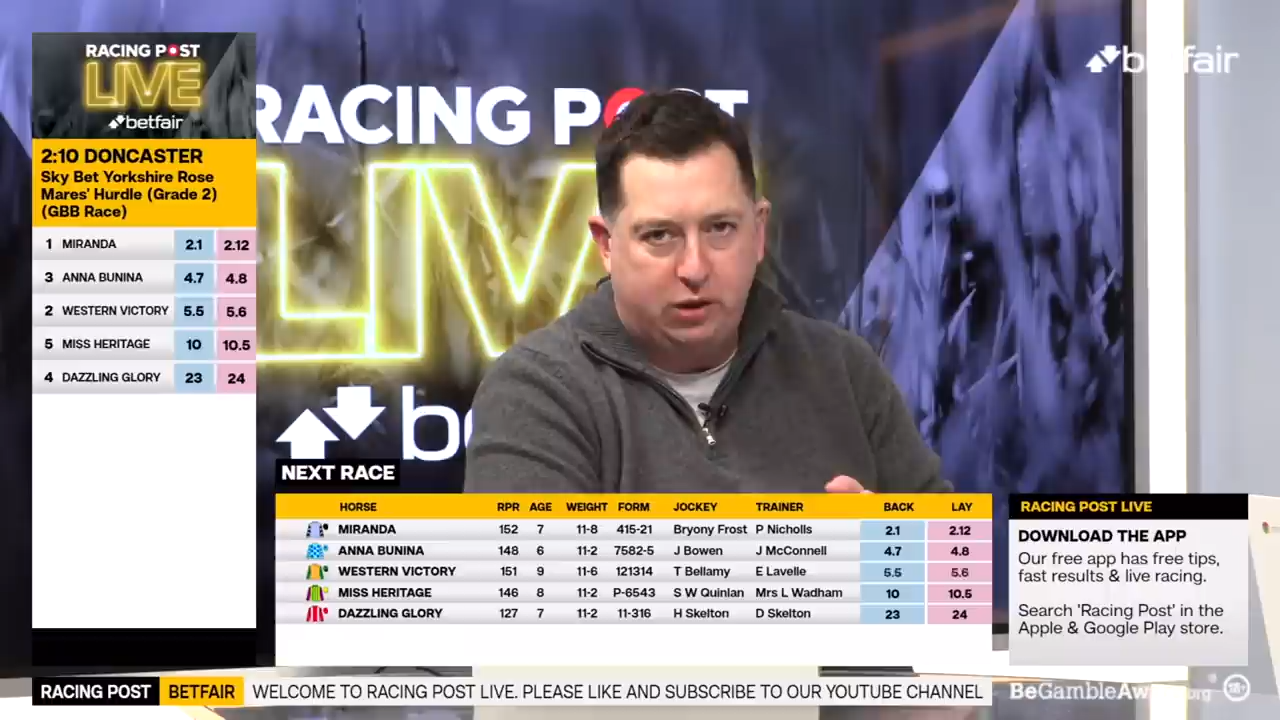 RACING POST
LIVE
betfair
2:10 DONCASTER
Sky Bet Yorkshire Rose
Mares' Hurdle (Grade 2)
(GBB Race)
1 MIRANDA 2.1 2.12
3 ANNA BUNINA 4.7 4.8
2 WESTERN VICTORY 5.5 5.6
5 MISS HERITAGE 10 10.5
4 DAZZLING GLORY 23 24
betfair
RACING POST
LIV
be
NEXT RACE
HORSE RPR AGE WEIGHT FORM JOCKEY TRAINER BACK LAY
MIRANDA 152 7 11-8 415-21 Bryony Frost P Nicholls 2.1 2.12
ANNA BUNINA 148 6 11-2 7582-5 J Bowen J McConnell 4.7 4.8
WESTERN VICTORY 151 9 11-6 121314 T Bellamy E Lavelle 5.5 5.6
MISS HERITAGE 146 8 11-2 P-6543 S W Quinlan Mrs L Wadham 10 10.5
DAZZLING GLORY 127 7 11-2 11-316 H Skelton D Skelton 23 24
RACING POST LIVE
DOWNLOAD THE APP
Our free app has free tips,
fast results & live racing.
Search 'Racing Post' in the
Apple & Google Play store.
RACING POST BETFAIR WELCOME TO RACING POST LIVE. PLEASE LIKE AND SUBSCRIBE TO OUR YOUTUBE CHANNEL
BeGambleAware.org 18+